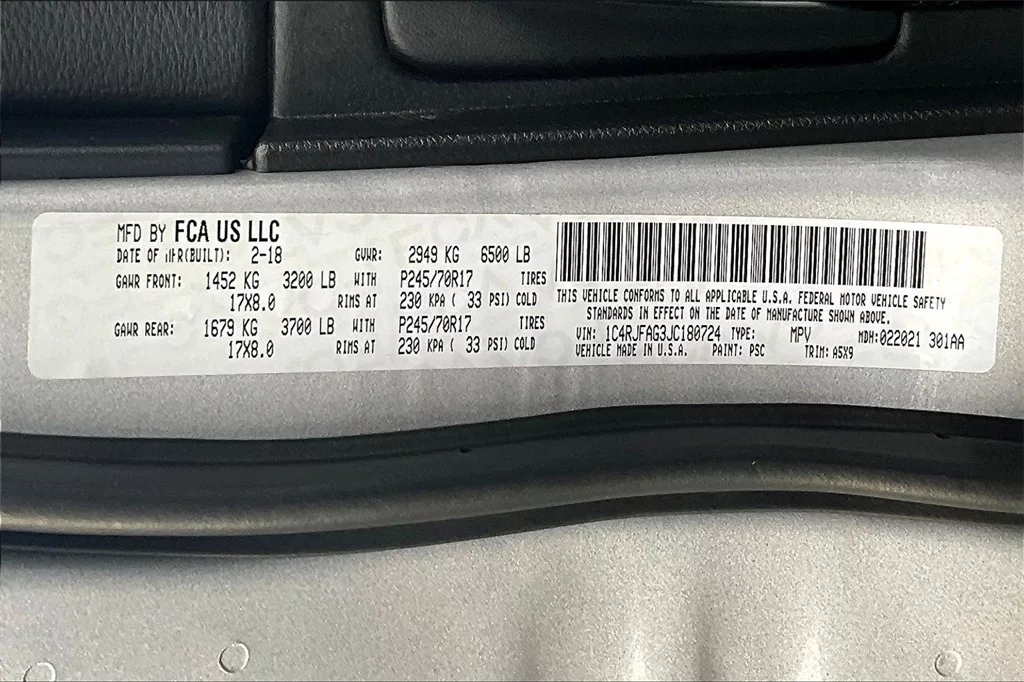 MFD BY FCA US LLC
DATE OF MFR(BUILT): 2-18 GVWR: 2949 KG 6500 LB
GAWR FRONT: 1452 KG 3200 LB WITH P245/70R17 TIRES
17X8.0 RIMS AT 230 KPA ( 33 PSI) COLD
GAWR REAR: 1679 KG 3700 LB WITH P245/70R17 TIRES
17X8.0 RIMS AT 230 KPA ( 33 PSI) COLD
THIS VEHICLE CONFORMS TO ALL APPLICABLE U.S.A. FEDERAL MOTOR VEHICLE SAFETY
STANDARDS IN EFFECT ON THE DATE OF MANUFACTURE SHOWN ABOVE.
VIN: 1C4RJFAG3JC180724 TYPE: MPV MDH:022021 301AA
VEHICLE MADE IN U.S.A. PAINT: PSC TRIM: A5X9